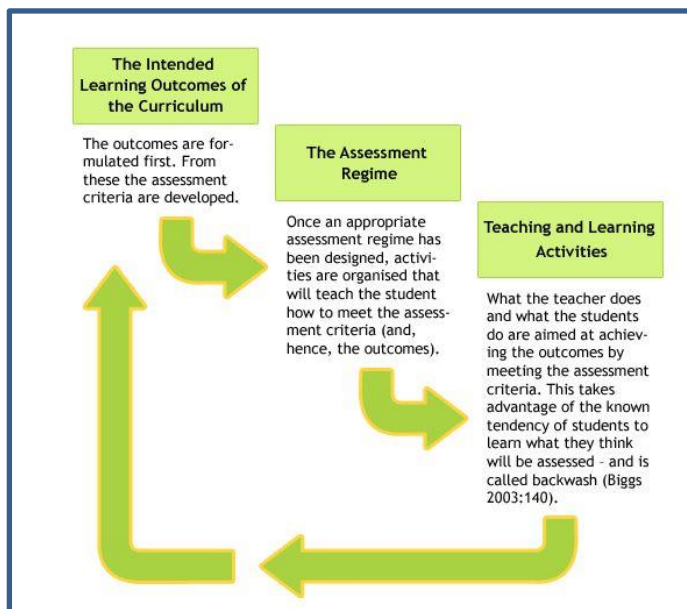 The Intended
Learning Outcomes of
the Curriculum
The outcomes are for-
mulated first. From
these the assessment
criteria are developed.
The Assessment
Regime
Once an appropriate
assessment regime has
been designed, activi-
ties are organised that
will teach the student
how to meet the assess-
ment criteria (and,
hence, the outcomes).
Teaching and Learning
Activities
What the teacher does
and what the students
do are aimed at achiev-
ing the outcomes by
meeting the assessment
criteria. This takes
advantage of the known
tendency of students to
learn what they think
will be assessed - and is
called backwash (Biggs
2003:140).